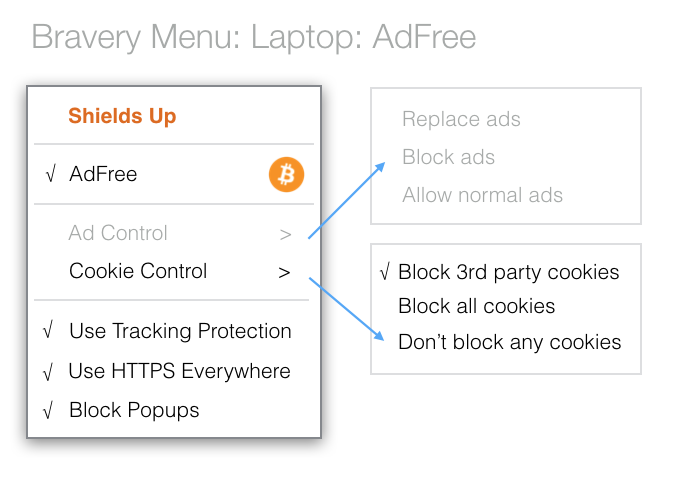 Bravery Menu: Laptop: AdFree
Shields Up
√ AdFree
Ad Control >
Cookie Control >
√ Use Tracking Protection
√ Use HTTPS Everywhere
√ Block Popups
Replace ads
Block ads
Allow normal ads
√ Block 3rd party cookies
Block all cookies
Don’t block any cookies